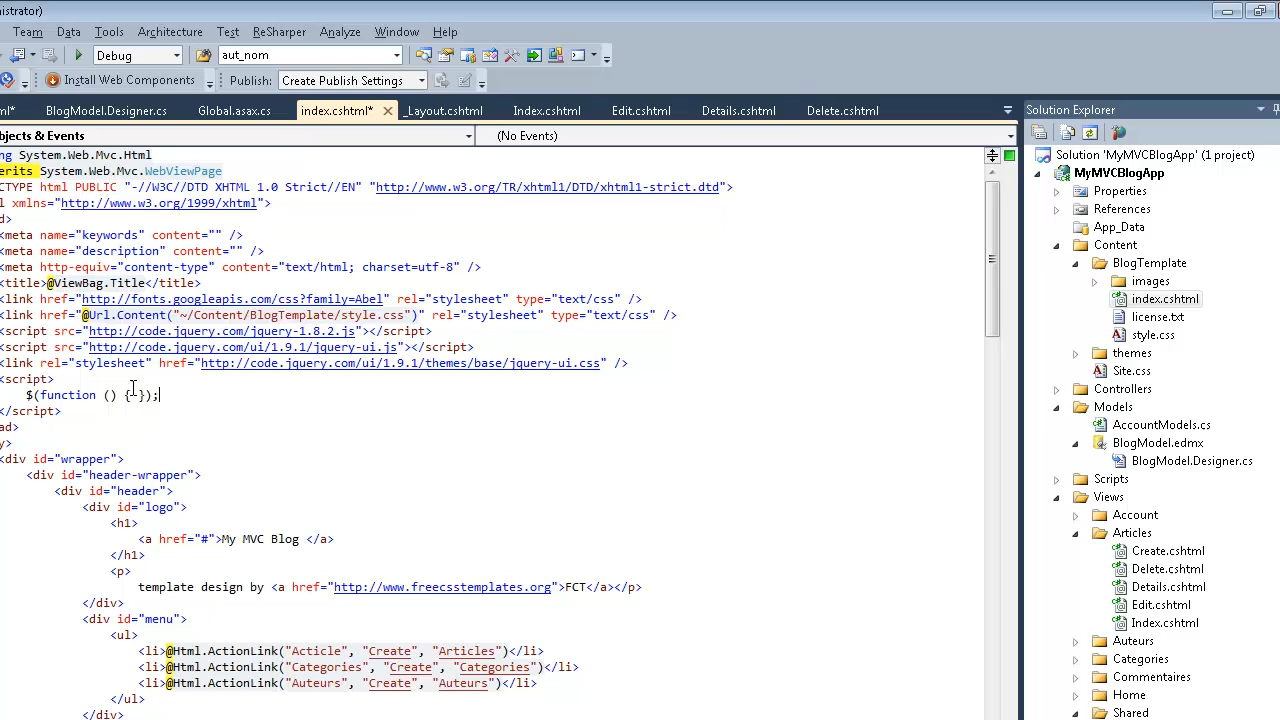 nistrator)
Team Data Tools Architecture Test ReSharper Analyze Window Help
Debug aut_nom
Install Web Components Publish: Create Publish Settings
ml* BlogModel.Designer.cs Global.asax.cs index.cshtml* _Layout.cshtml Index.cshtml Edit.cshtml Details.cshtml Delete.cshtml
bjects & Events (No Events)
ng System.Web.Mvc.Html
erits System.Web.Mvc.WebViewPage
CTYPE html PUBLIC "-//W3C//DTD XHTML 1.0 Strict//EN" "http://www.w3.org/TR/xhtml1/DTD/xhtml1-strict.dtd">
l xmlns="http://www.w3.org/1999/xhtml">
d>
<meta name="keywords" content="" />
<meta name="description" content="" />
<meta http-equiv="content-type" content="text/html; charset=utf-8" />
<title>@ViewBag.Title</title>
<link href="http://fonts.googleapis.com/css?family=Abel" rel="stylesheet" type="text/css" />
<link href="@Url.Content("~/Content/BlogTemplate/style.css")" rel="stylesheet" type="text/css" />
<script src="http://code.jquery.com/jquery-1.8.2.js"></script>
<script src="http://code.jquery.com/ui/1.9.1/jquery-ui.js"></script>
<link rel="stylesheet" href="http://code.jquery.com/ui/1.9.1/themes/base/jquery-ui.css" />
<script>
$(function () { });
</script>
ad>
y>
<div id="wrapper">
<div id="header-wrapper">
<div id="header">
<div id="logo">
<h1>
<a href="#">My MVC Blog </a>
</h1>
<p>
template design by <a href="http://www.freecsstemplates.org">FCT</a></p>
</div>
<div id="menu">
<ul>
<li>@Html.ActionLink("Acticle", "Create", "Articles")</li>
<li>@Html.ActionLink("Categories", "Create", "Categories")</li>
<li>@Html.ActionLink("Auteurs", "Create", "Auteurs")</li>
</ul>
</div>
Solution Explorer
Solution 'MyMVCBlogApp' (1 project)
MyMVCBlogApp
Properties
References
App_Data
Content
BlogTemplate
images
index.cshtml
license.txt
style.css
themes
Site.css
Controllers
Models
AccountModels.cs
BlogModel.edmx
BlogModel.Designer.cs
Scripts
Views
Account
Articles
Create.cshtml
Delete.cshtml
Details.cshtml
Edit.cshtml
Index.cshtml
Auteurs
Categories
Commentaires
Home
Shared